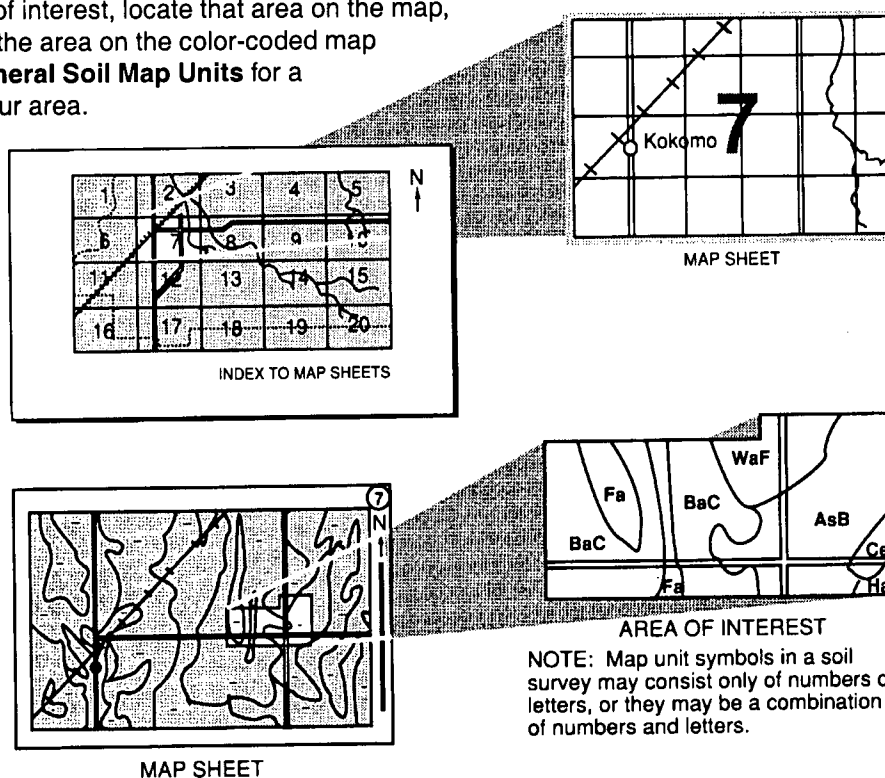 of interest, locate that area on the map,
the area on the color-coded map
neral Soil Map Units for a
ur area.
7
Kokomo
MAP SHEET
N
1 2 3 4 5
6 7 8 9 10
11 12 13 14 15
16 17 18 19 20
INDEX TO MAP SHEETS
7
N
MAP SHEET
WaF
Fa
BaC
AsB
BaC
Ce
Fa
Ha
AREA OF INTEREST
NOTE: Map unit symbols in a soil
survey may consist only of numbers o
letters, or they may be a combination
of numbers and letters.